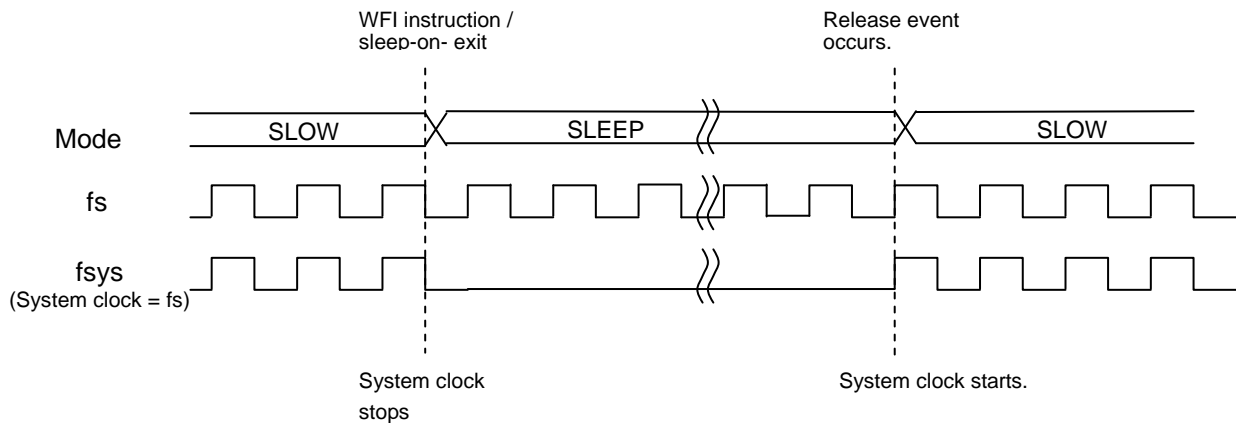 WFI instruction /
sleep-on- exit
Release event
occurs.
Mode
SLOW
SLEEP
SLOW
fs
fsys
(System clock = fs)
System clock
stops
System clock starts.